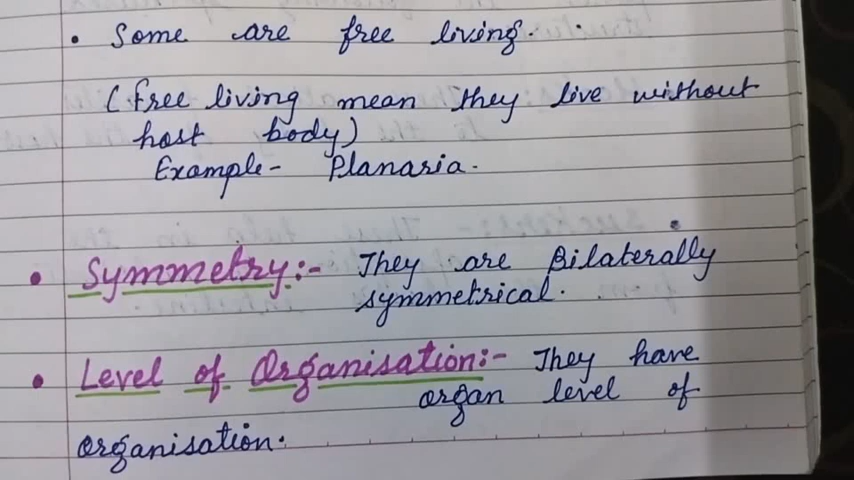 • Some are free living.
(Free living mean they live without
host body)
Example- Planaria.
• Symmetry:- They are Bilaterally
symmetrical.
• Level of Organisation:- They have
organ level of
organisation.